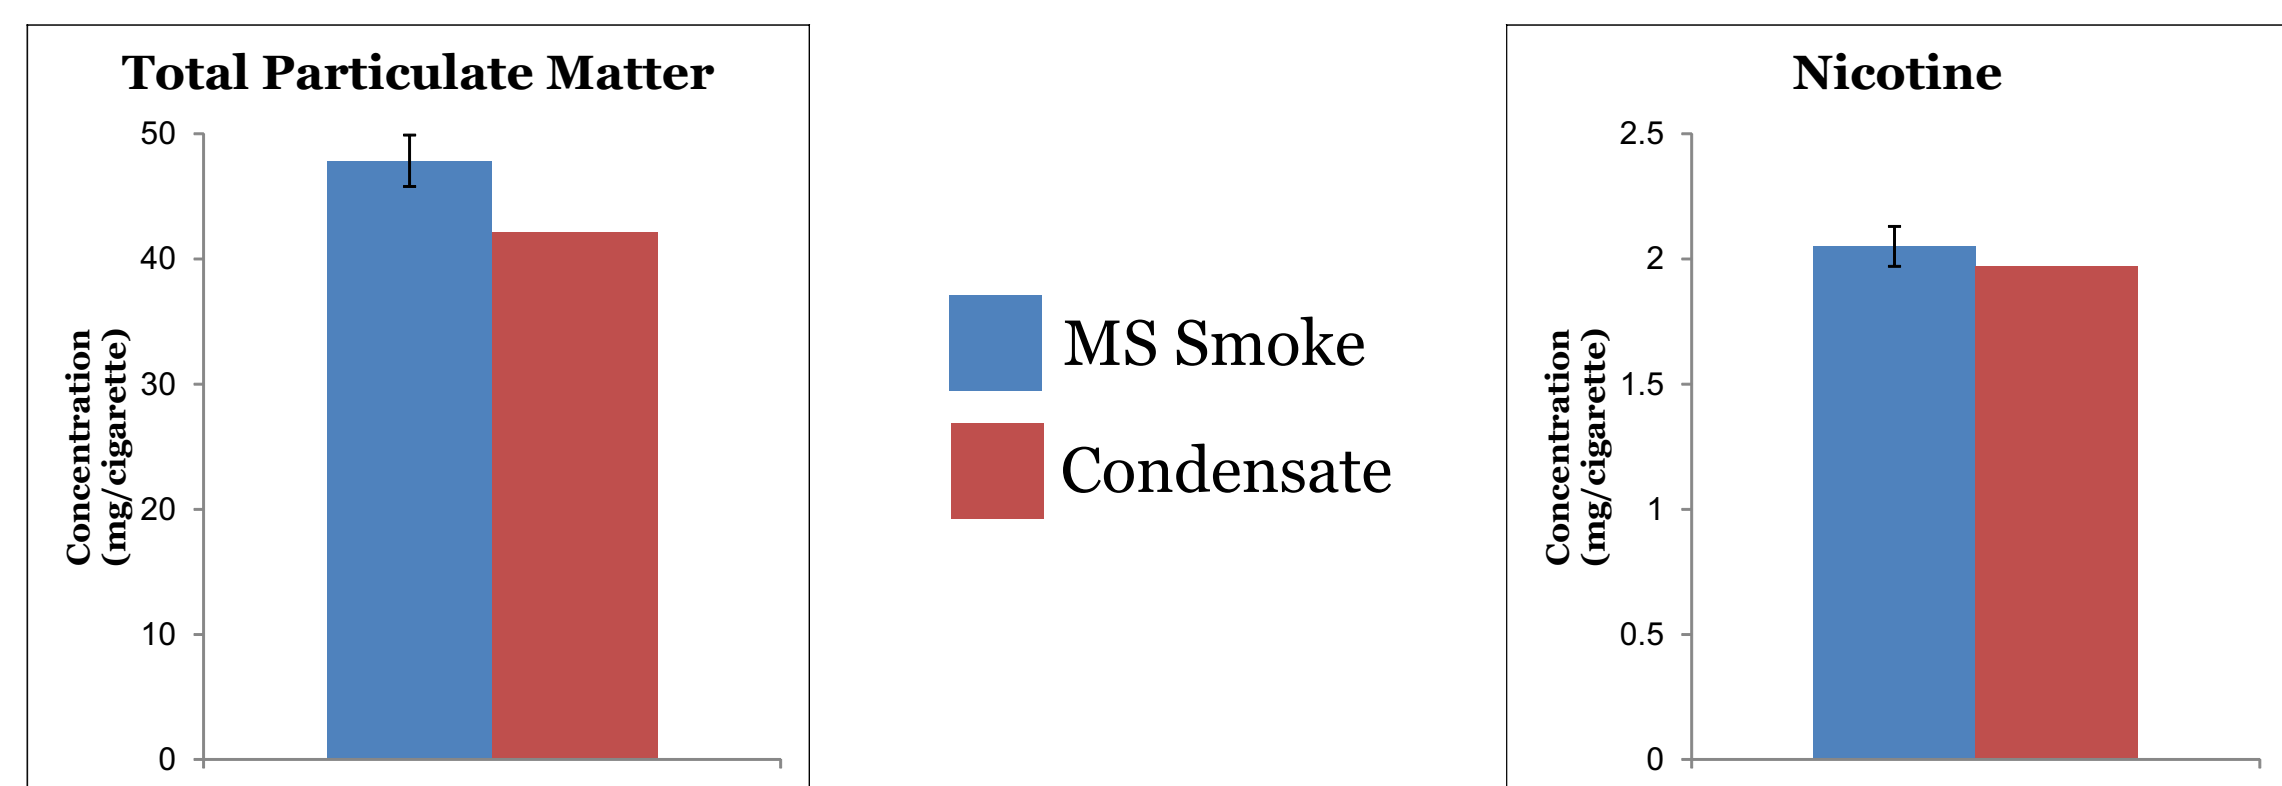 Total Particulate Matter
50
40
30
20
10
0
Concentration
(mg/cigarette)
MS Smoke
Condensate
Nicotine
2.5
2
1.5
1
0.5
0
Concentration
(mg/cigarette)